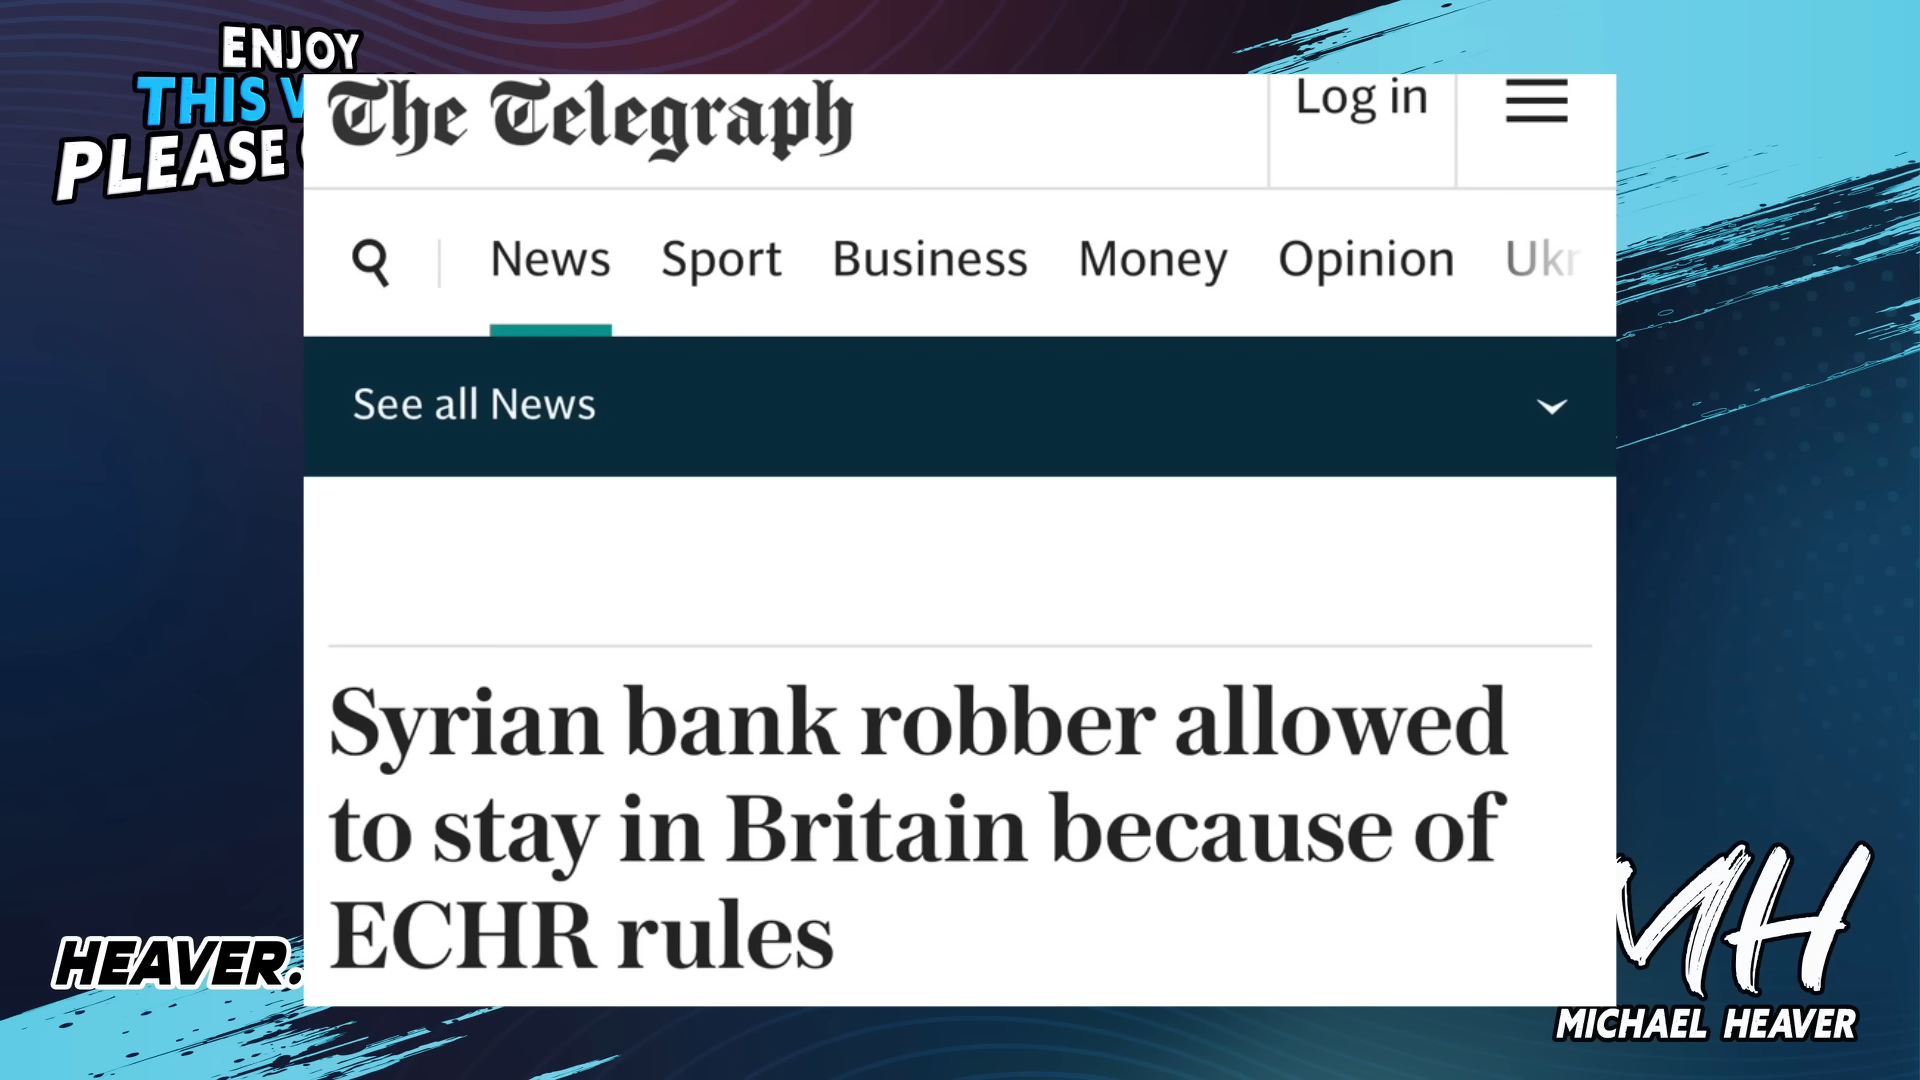 ENJOY
THIS
PLEASE
The Telegraph
Log in
News Sport Business Money Opinion Ukr
See all News
Syrian bank robber allowed
to stay in Britain because of
ECHR rules
HEAVER.
MH
MICHAEL HEAVER